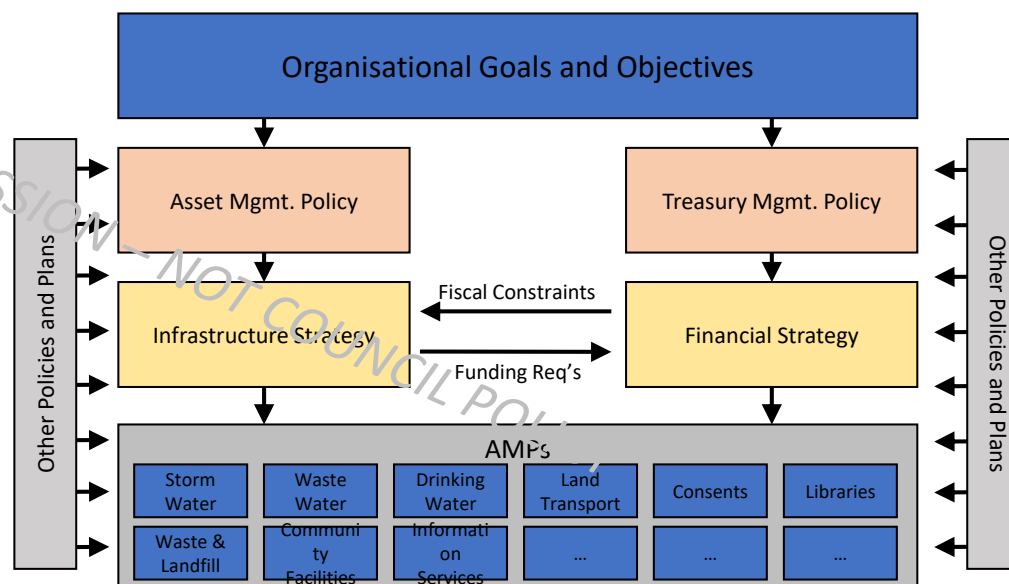 Organisational Goals and Objectives
Other Policies and Plans
Asset Mgmt. Policy
Treasury Mgmt. Policy
Other Policies and Plans
Fiscal Constraints
Infrastructure Strategy
Financial Strategy
Funding Req's
– NOT COUNCIL
AMPs
Storm
Water
Waste
Water
Drinking
Water
Land
Transport
Consents
Libraries
Waste &
Landfill
Communi
ty
Facilities
Informati
on
Services
...
...
...